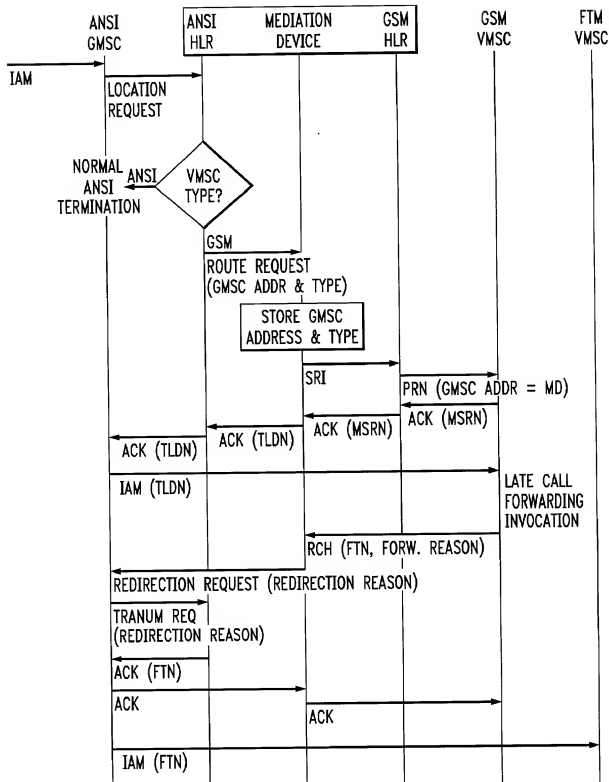 ANSI
GMSC
ANSI
HLR
MEDIATION
DEVICE
GSM
HLR
GSM
VMSC
FTM
VMSC
IAM
LOCATION
REQUEST
NORMAL
ANSI
TERMINATION
ANSI
VMSC
TYPE?
GSM
ROUTE REQUEST
(GMSC ADDR & TYPE)
STORE GMSC
ADDRESS & TYPE
SRI
PRN (GMSC ADDR = MD)
ACK (MSRN)
ACK (MSRN)
ACK (TLDN)
ACK (TLDN)
IAM (TLDN)
LATE CALL
FORWARDING
INVOCATION
RCH (FTN, FORW. REASON)
REDIRECTION REQUEST (REDIRECTION REASON)
TRANUM REQ
(REDIRECTION REASON)
ACK (FTN)
ACK
ACK
IAM (FTN)